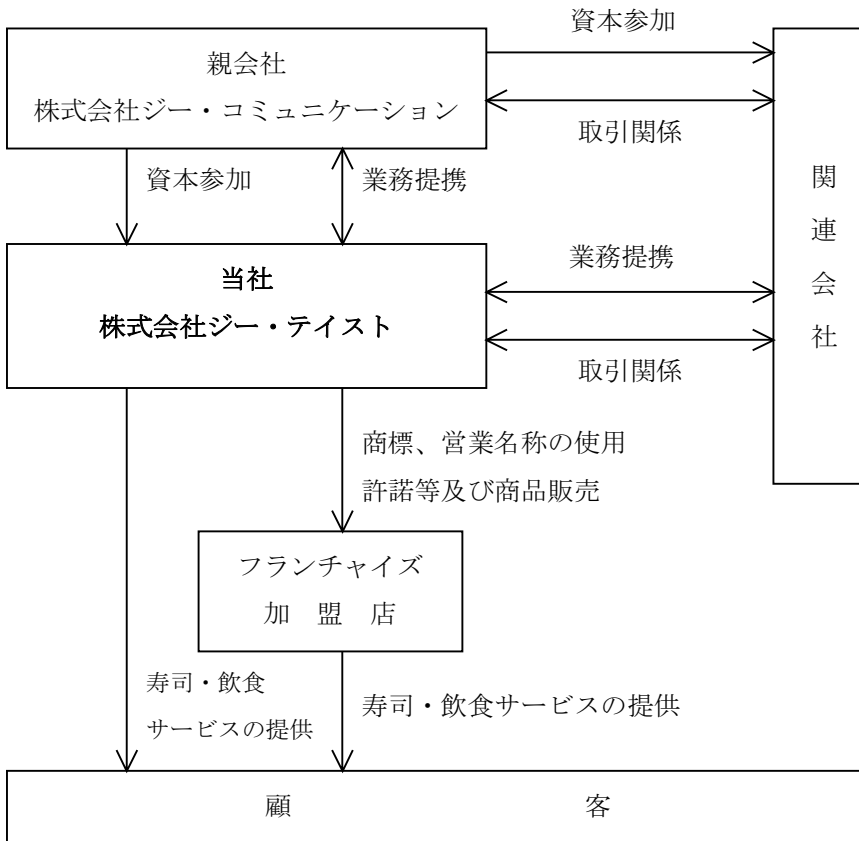 資本参加
親会社
株式会社ジー・コミュニケーション
取引関係
資本参加
業務提携
関連会社
当社
株式会社ジー・テイスト
業務提携
取引関係
商標、営業名称の使用
許諾等及び商品販売
フランチャイズ
加 盟 店
寿司・飲食
サービスの提供
寿司・飲食サービスの提供
顧 客